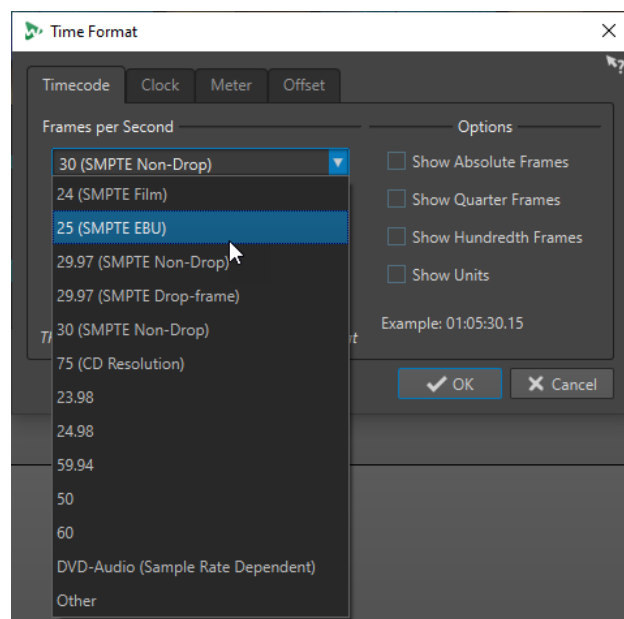 Time Format
Timecode Clock Meter Offset
Frames per Second
Options
30 (SMPTE Non-Drop)
Show Absolute Frames
Show Quarter Frames
Show Hundredth Frames
Show Units
Example: 01:05:30.15
24 (SMPTE Film)
25 (SMPTE EBU)
29.97 (SMPTE Non-Drop)
29.97 (SMPTE Drop-frame)
30 (SMPTE Non-Drop)
75 (CD Resolution)
23.98
24.98
59.94
50
60
DVD-Audio (Sample Rate Dependent)
Other
OK
Cancel